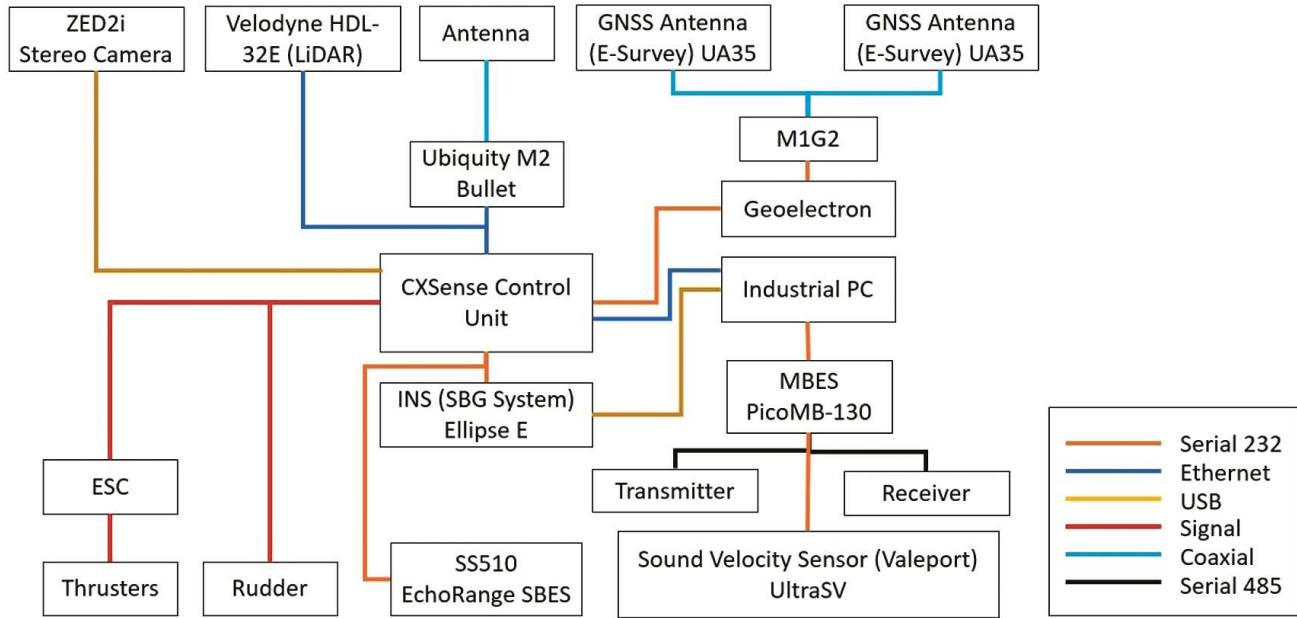 ZED2i
Stereo Camera
Velodyne HDL-
32E (LiDAR)
Antenna
GNSS Antenna
(E-Survey) UA35
GNSS Antenna
(E-Survey) UA35
M1G2
Ubiquity M2
Bullet
Geoelectron
CXSense Control
Unit
Industrial PC
INS (SBG System)
Ellipse E
MBES
PicoMB-130
ESC
Transmitter
Receiver
Thrusters
Rudder
SS510
EchoRange SBES
Sound Velocity Sensor (Valeport)
UltraSV
Serial 232
Ethernet
USB
Signal
Coaxial
Serial 485